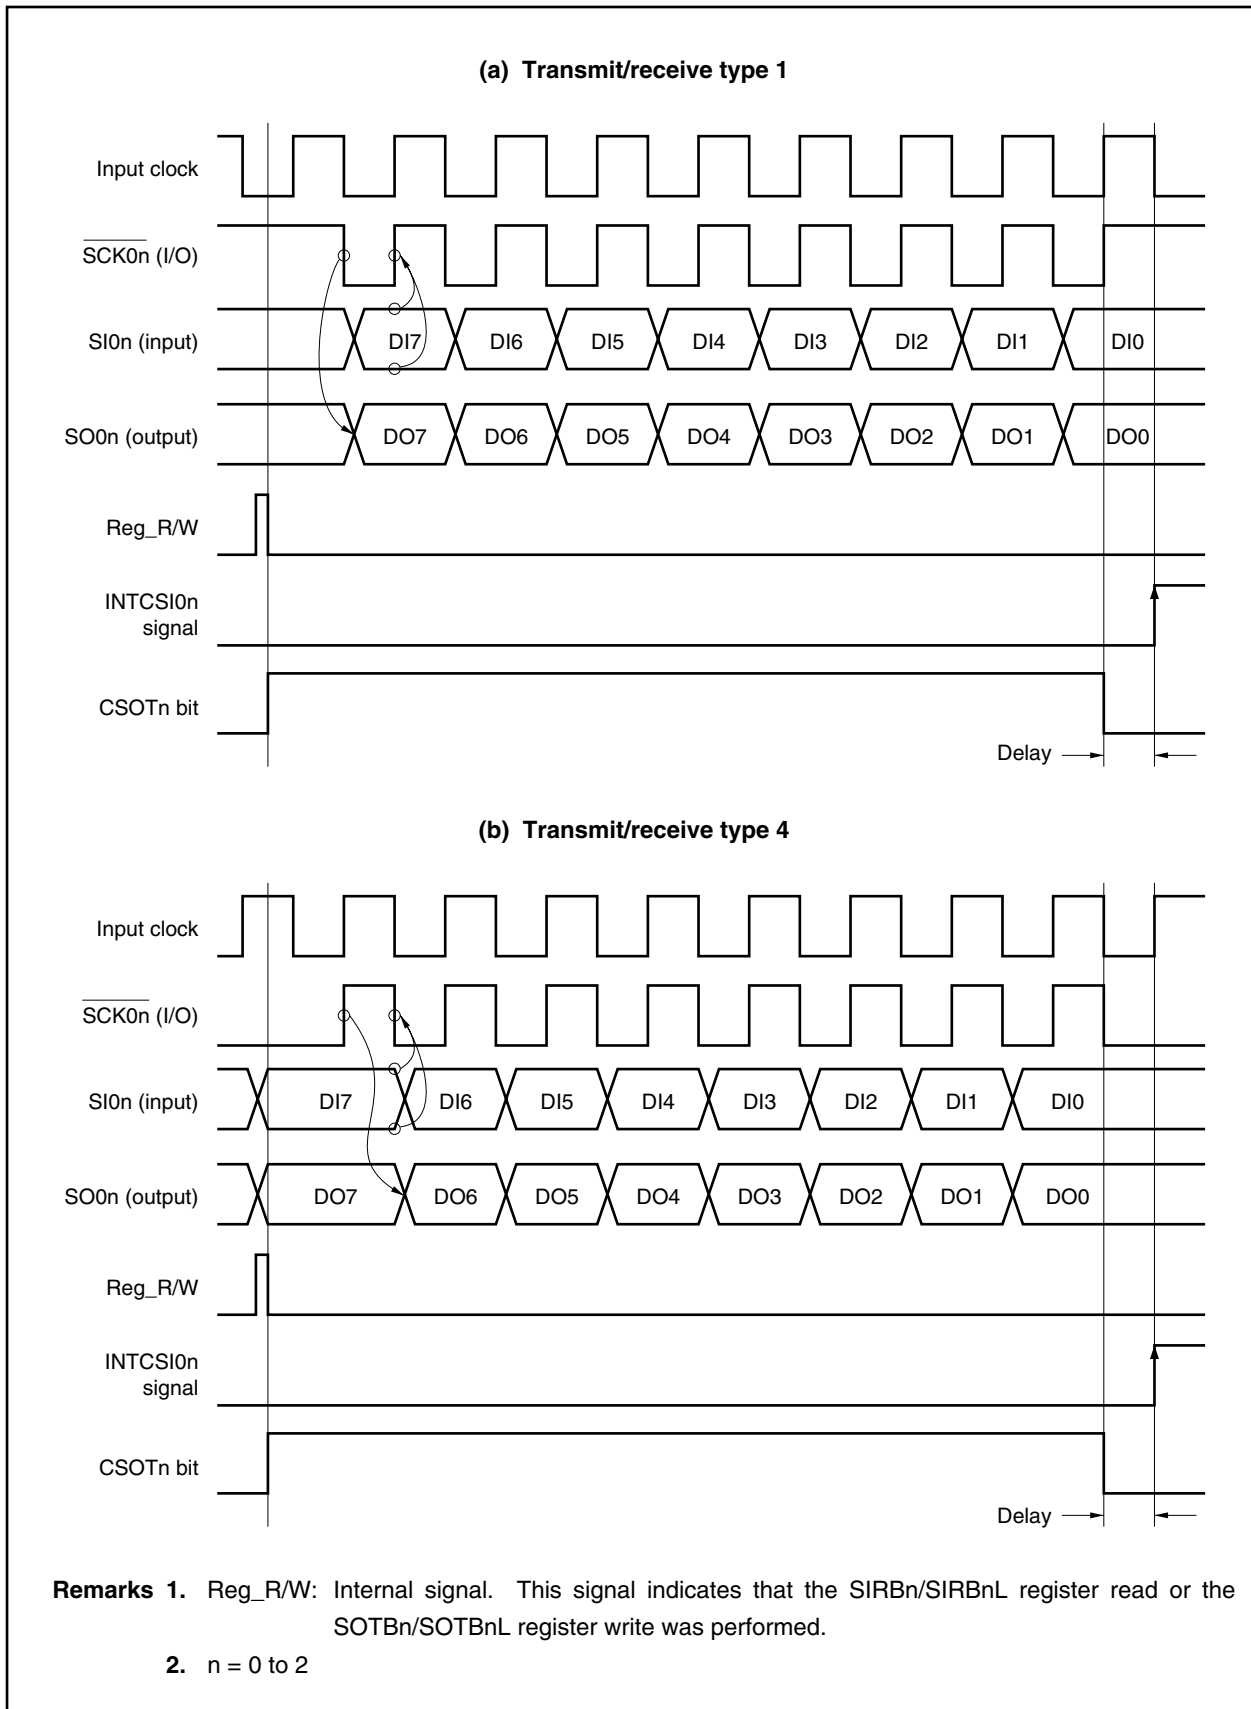 (a) Transmit/receive type 1
Input clock
SCK0n (I/O)
SI0n (input)
DI7 DI6 DI5 DI4 DI3 DI2 DI1 DI0
SO0n (output)
DO7 DO6 DO5 DO4 DO3 DO2 DO1 DO0
Reg_R/W
INTCSI0n
signal
CSOTn bit
Delay
(b) Transmit/receive type 4
Input clock
SCK0n (I/O)
SI0n (input)
DI7 DI6 DI5 DI4 DI3 DI2 DI1 DI0
SO0n (output)
DO7 DO6 DO5 DO4 DO3 DO2 DO1 DO0
Reg_R/W
INTCSI0n
signal
CSOTn bit
Delay
Remarks 1. Reg_R/W: Internal signal. This signal indicates that the SIRBn/SIRBnL register read or the
SOTBn/SOTBnL register write was performed.
2. n = 0 to 2